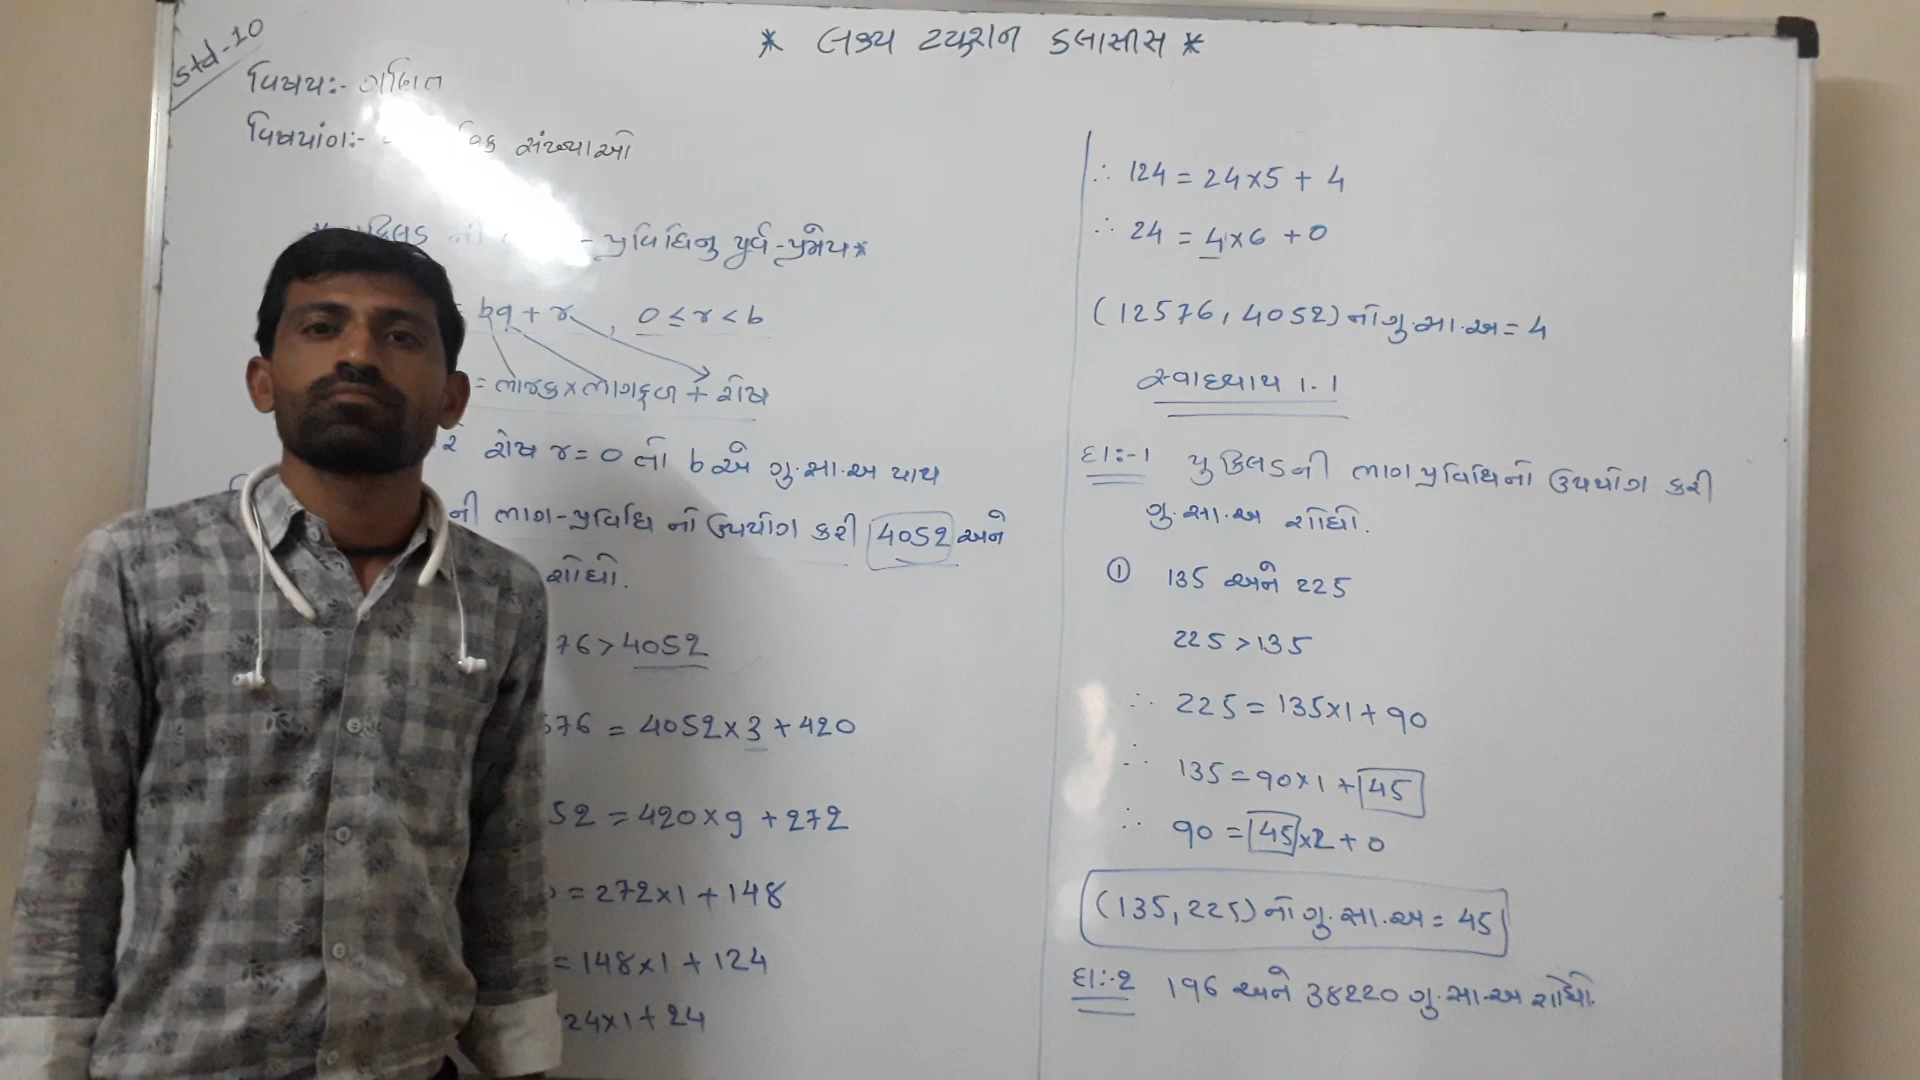 * લક્ષ્ય ટ્યુશન કલાસીસ *
Std-10
વિષય:- ગણિત
વિષયાંગ:- સંખ્યાઓ
પ્રવિધિનુ પૂર્વ-પ્રમેય*
bq + r , 0 ≤ r < b
= ભાજક × ભાગફળ + શેષ
શેષ r = 0 તો b એ ગુ.સા.અ થાય
ની ભાગ-પ્રવિધિ નો ઉપયોગ કરી 4052 અને
શોધો.
76 > 4052
576 = 4052 × 3 + 420
52 = 420 × 9 + 272
= 272 × 1 + 148
= 148 × 1 + 124
24 × 1 + 24
∴ 124 = 24 × 5 + 4
∴ 24 = 4 × 6 + 0
(12576, 4052) નો ગુ.સા.અ = 4
સ્વાધ્યાય 1.1
દા:-1 યુકિલડની ભાગપ્રવિધિનો ઉપયોગ કરી
ગુ.સા.અ શોધો.
① 135 અને 225
225 > 135
∴ 225 = 135 × 1 + 90
∴ 135 = 90 × 1 + 45
∴ 90 = 45 × 2 + 0
(135, 225) નો ગુ.સા.અ = 45
દા:-2 196 અને 38220 ગુ.સા.અ શોધો.